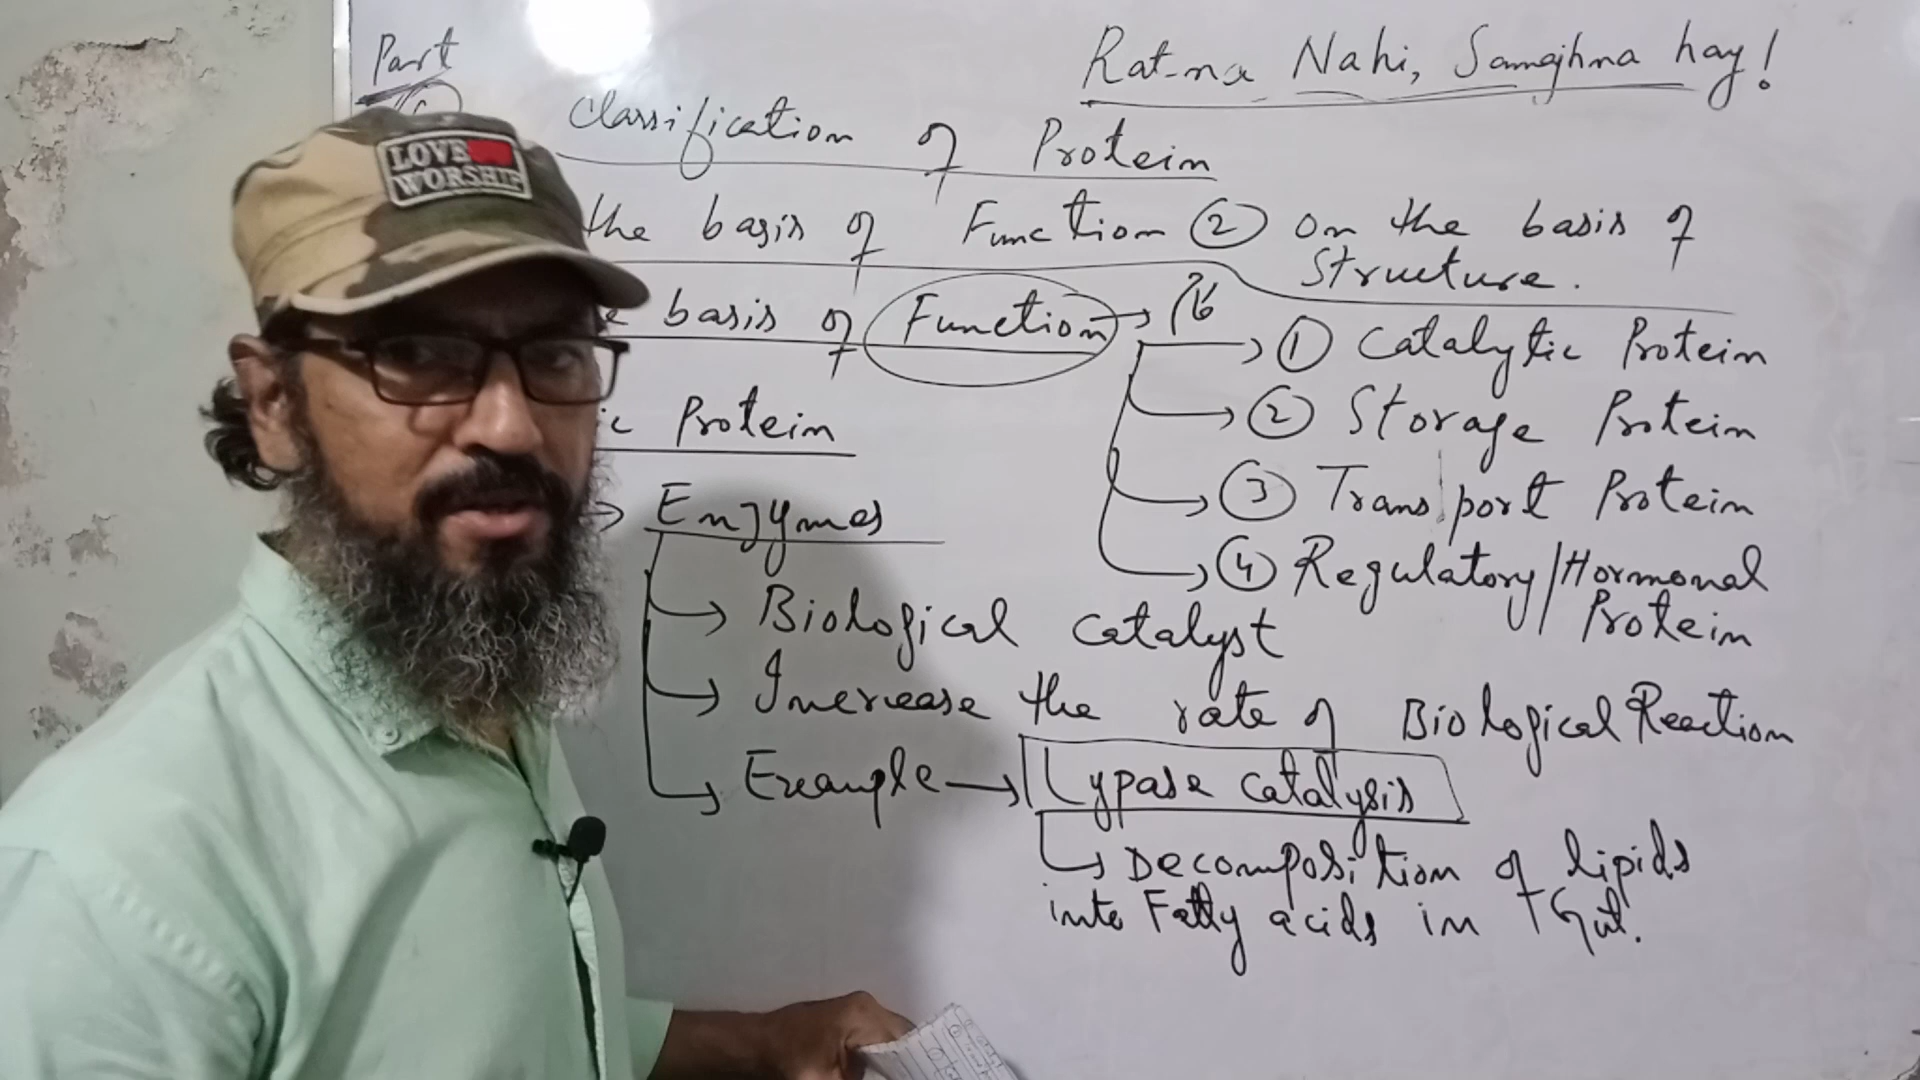 Part
Rat-na Nahi, Samajhna hay!
Classification of Protein
LOVE
WORSHIP
the basis of Function ② on the basis of
Structure.
basis of Function → ①
① Catalytic Protein
② Storage Protein
③ Transport Protein
④ Regulatory/Hormonal
Protein
ic Protein
→ Enzymes
→ Biological catalyst
→ Increase the rate of Biological Reaction
→ Example → Lypase catalysis
→ Decomposition of lipids
into Fatty acids in Gut.